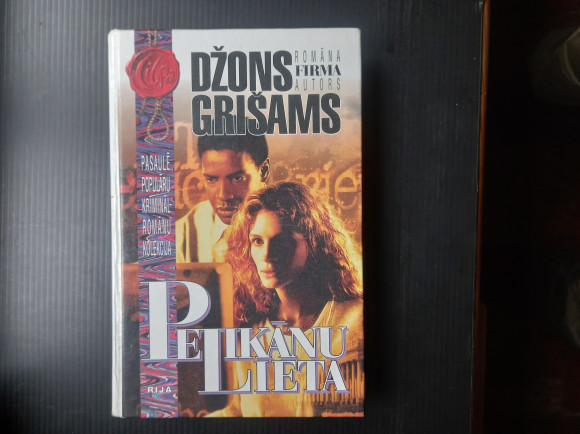 DŽONS
GRIŠAMS
ROMĀNA
FIRMA
AUTORS
PASAULĒ
POPULĀRU
KRIMINĀL-
ROMĀNU
KOLEKCIJA
PELIKĀNU
LIETA
RIJA